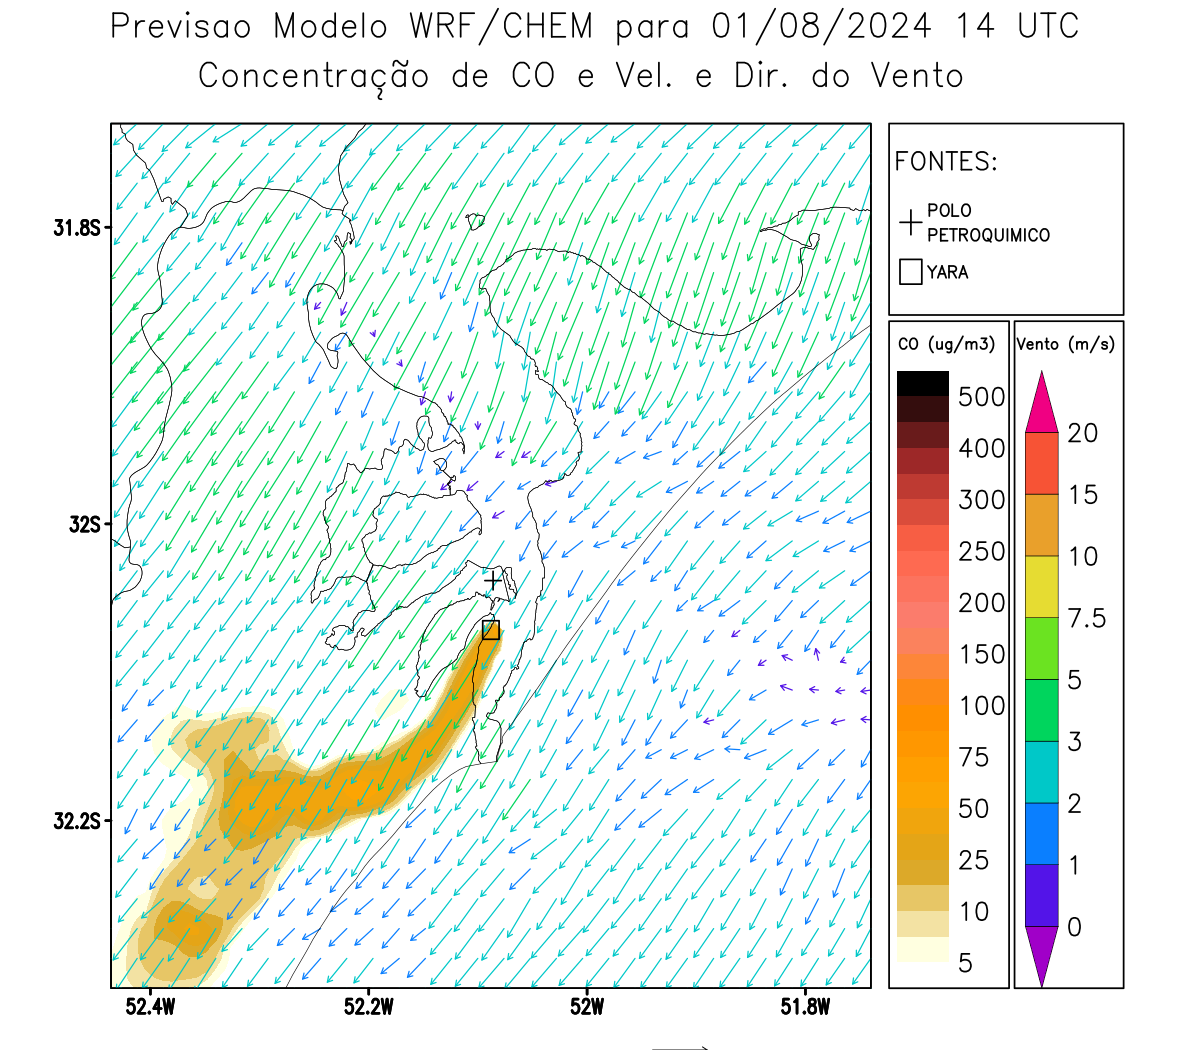 Previsao Modelo WRF/CHEM para 01/08/2024 14 UTC
Concentração de CO e Vel. e Dir. do Vento
FONTES:
POLO
PETROQUIMICO
YARA
CO (ug/m3)
500
400
300
250
200
150
100
75
50
25
10
5
Vento (m/s)
20
15
10
7.5
5
3
2
1
0
31.8S
32S
32.2S
52.4W
52.2W
52W
51.8W